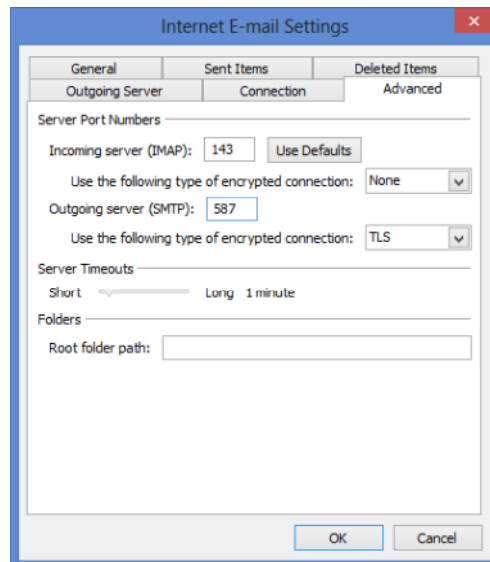 Internet E-mail Settings
General Sent Items Deleted Items
Outgoing Server Connection Advanced
Server Port Numbers
Incoming server (IMAP): 143 Use Defaults
Use the following type of encrypted connection: None
Outgoing server (SMTP): 587
Use the following type of encrypted connection: TLS
Server Timeouts
Short Long 1 minute
Folders
Root folder path:
OK Cancel